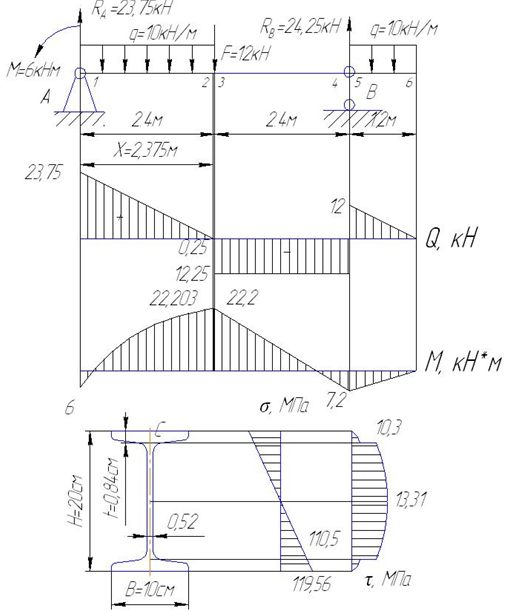 R_A=23,75кН
R_B=24,25кН
q=10кН/м
q=10кН/м
F=12кН
M=6кНм
1
2
3
4
5
6
A
B
2.4м
2.4м
1.2м
X=2,375м
23,75
12
0,25
Q, кН
12,25
22,203
22,2
M, кН*м
6
7,2
σ, МПа
C
10,3
H=20см
t=0,84см
0,52
13,31
110,5
119,56
τ, МПа
B=10см